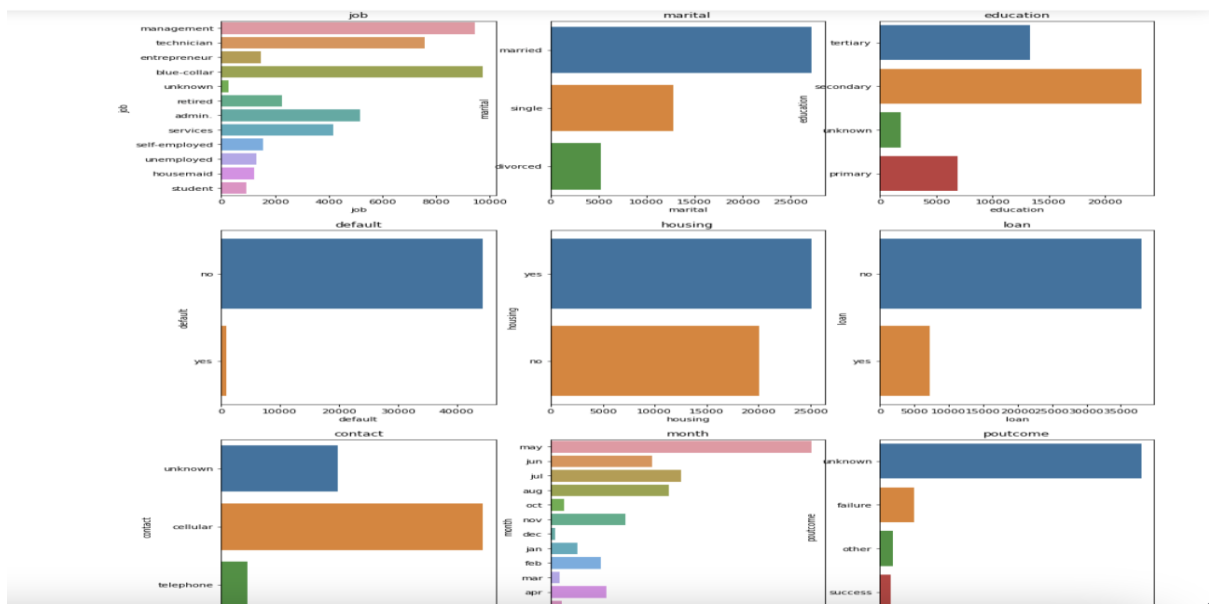 job
management
technician
entrepreneur
blue-collar
unknown
retired
admin.
services
self-employed
unemployed
housemaid
student
job
0 2000 4000 6000 8000 10000
job
marital
married
single
divorced
marital
0 5000 10000 15000 20000 25000
marital
education
tertiary
secondary
unknown
primary
education
0 5000 10000 15000 20000
education
default
no
yes
default
0 10000 20000 30000 40000
default
housing
yes
no
housing
0 5000 10000 15000 20000 25000
housing
loan
no
yes
loan
0 5000 10000 15000 20000 25000 30000 35000
loan
contact
unknown
cellular
telephone
contact
month
may
jun
jul
aug
oct
nov
dec
jan
feb
mar
apr
month
poutcome
unknown
failure
other
success
poutcome